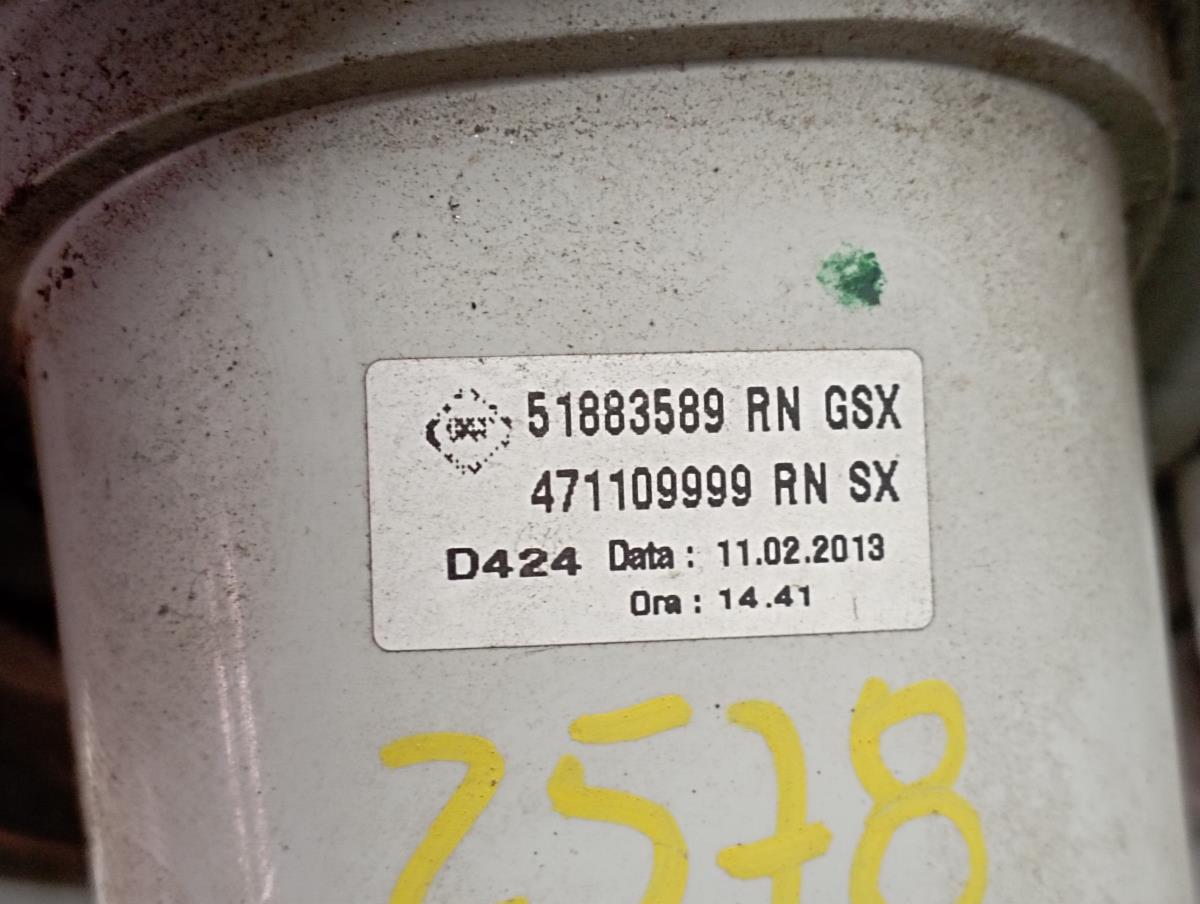 51883589 RN GSX
471109999 RN SX
D424 Data : 11.02.2013
Ora : 14.41
2578